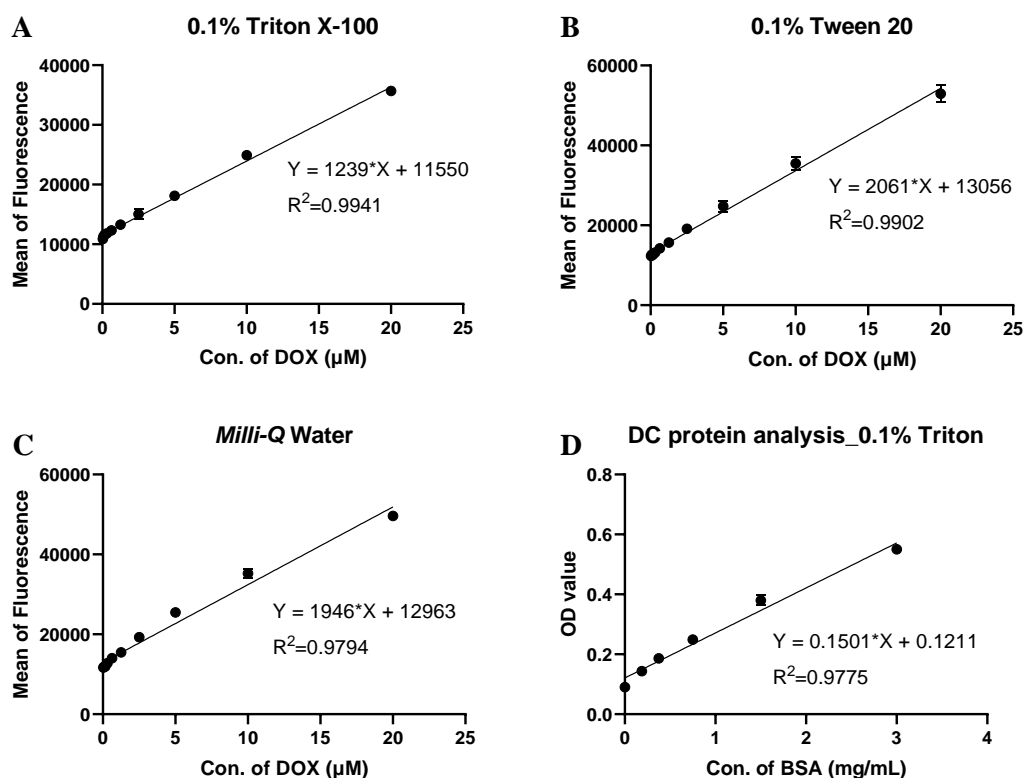 A
0.1% Triton X-100
Mean of Fluorescence
40000
30000
20000
10000
0
Y = 1239*X + 11550
R²=0.9941
0 5 10 15 20 25
Con. of DOX (µM)
B
0.1% Tween 20
Mean of Fluorescence
60000
40000
20000
0
Y = 2061*X + 13056
R²=0.9902
0 5 10 15 20 25
Con. of DOX (µM)
C
Milli-Q Water
Mean of Fluorescence
60000
40000
20000
0
Y = 1946*X + 12963
R²=0.9794
0 5 10 15 20 25
Con. of DOX (µM)
D
DC protein analysis_0.1% Triton
OD value
0.8
0.6
0.4
0.2
0.0
Y = 0.1501*X + 0.1211
R²=0.9775
0 1 2 3 4
Con. of BSA (mg/mL)